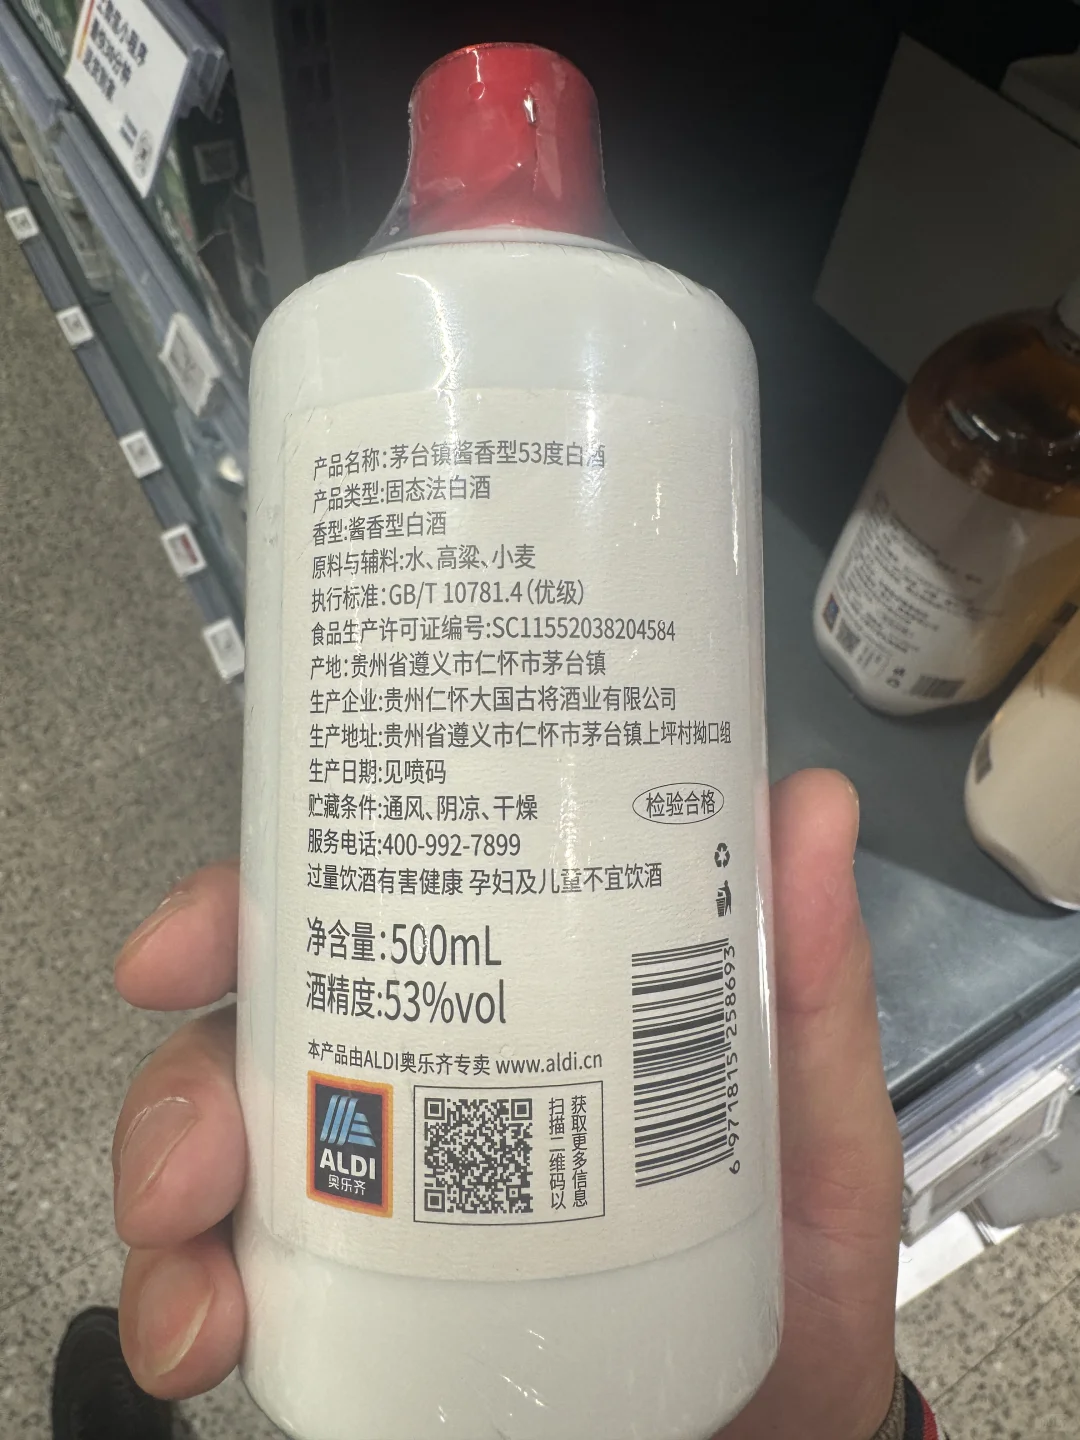 产品名称:茅台镇酱香型53度白酒
产品类型:固态法白酒
香型:酱香型白酒
原料与辅料:水、高粱、小麦
执行标准:GB/T 10781.4(优级)
食品生产许可证编号:SC11552038204584
产地:贵州省遵义市仁怀市茅台镇
生产企业:贵州仁怀大国古将酒业有限公司
生产地址:贵州省遵义市仁怀市茅台镇上坪村拗口组
生产日期:见喷码
贮藏条件:通风、阴凉、干燥
检验合格
服务电话:400-992-7899
过量饮酒有害健康 孕妇及儿童不宜饮酒
净含量:500mL
酒精度:53%vol
本产品由ALDI奥乐齐专卖 www.aldi.cn
ALDI
奥乐齐
扫描二维码以
获取更多信息
6 971815 258693